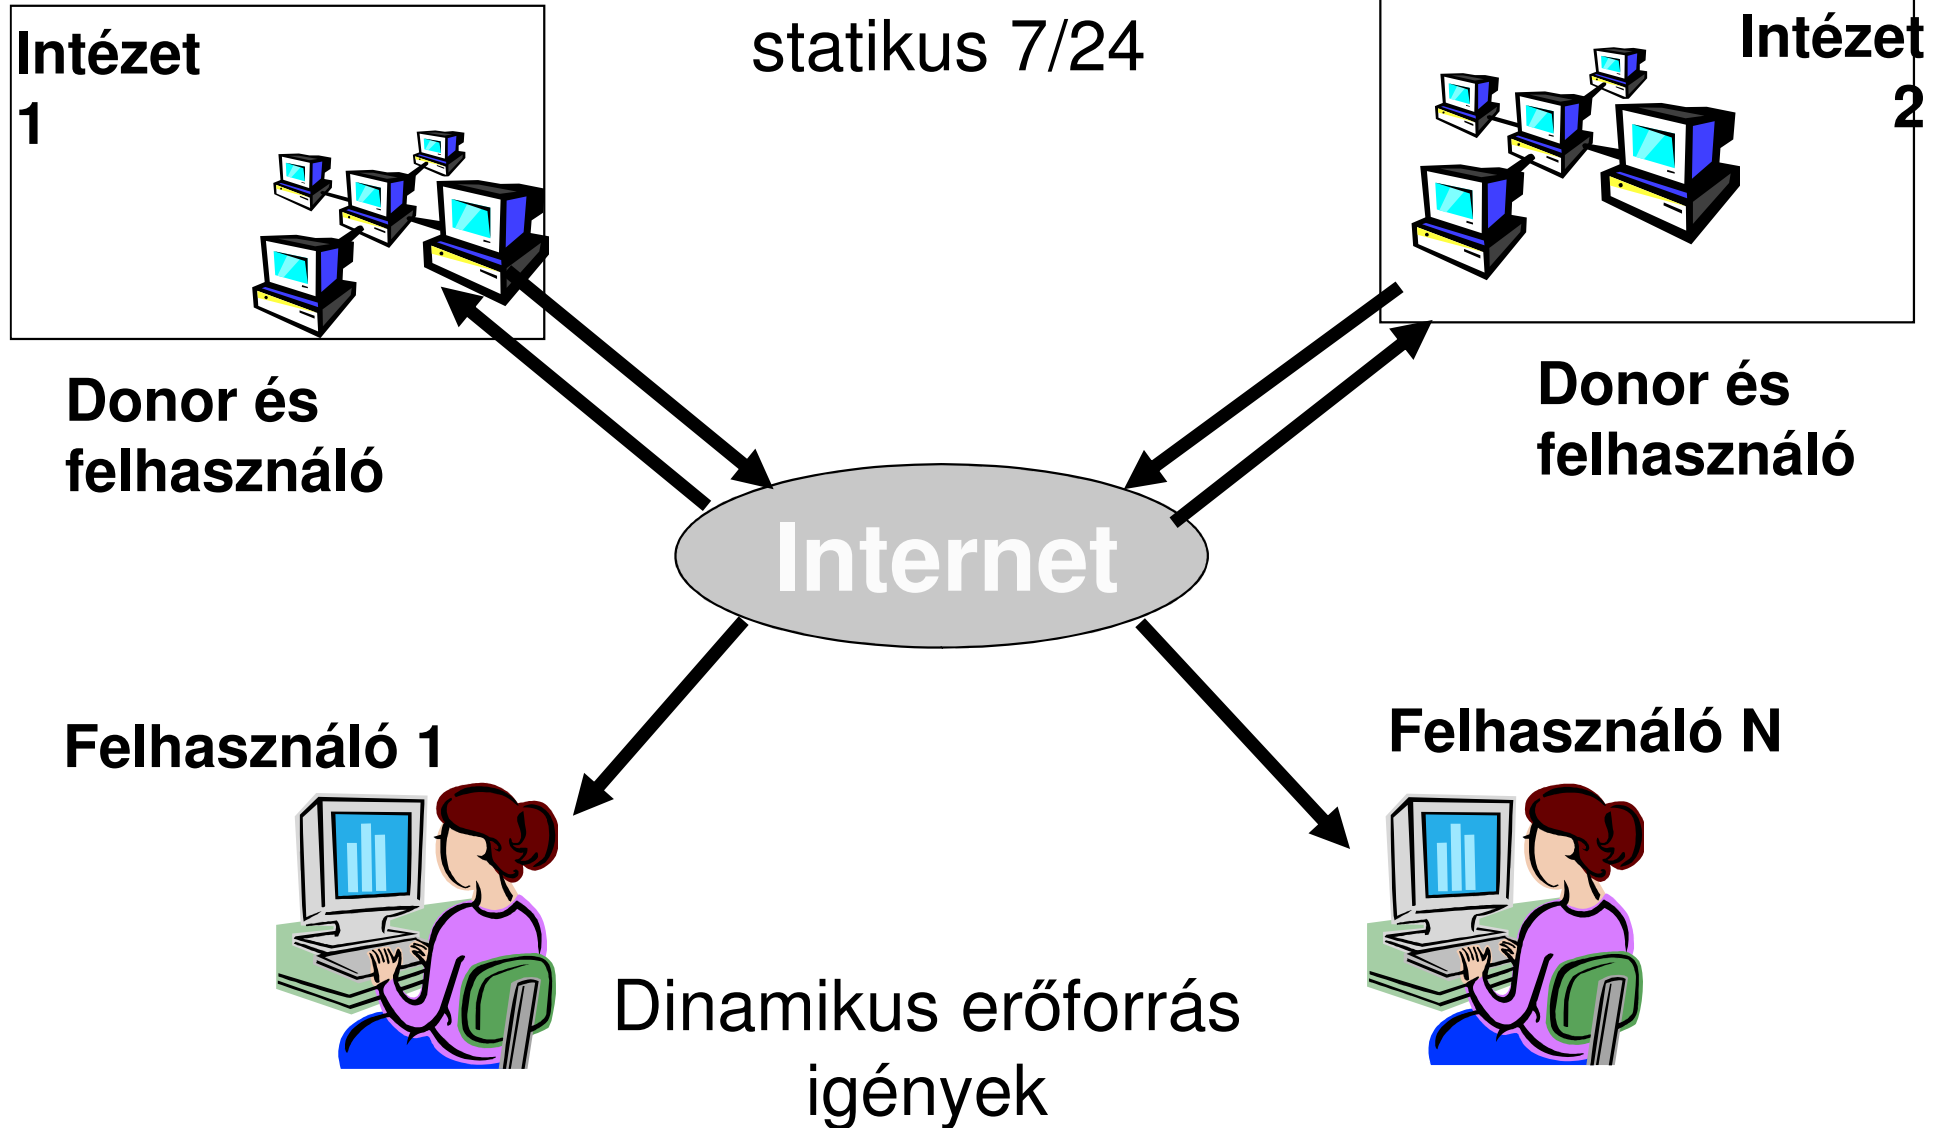 Intézet
1
statikus 7/24
Intézet
2
Donor és
felhasználó
Donor és
felhasználó
Internet
Felhasználó 1
Felhasználó N
Dinamikus erőforrás
igények